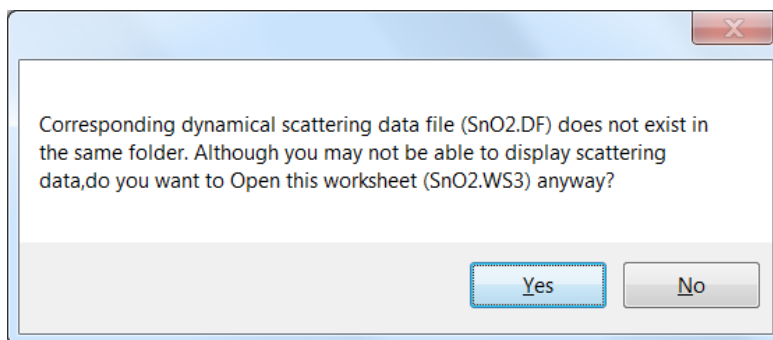 Corresponding dynamical scattering data file (SnO2.DF) does not exist in
the same folder. Although you may not be able to display scattering
data,do you want to Open this worksheet (SnO2.WS3) anyway?
Yes No